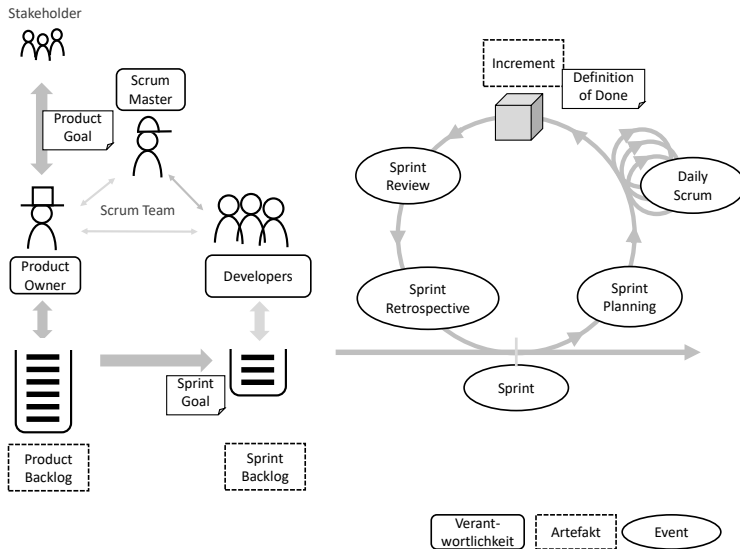 Stakeholder
Product
Goal
Scrum
Master
Scrum Team
Product
Owner
Developers
Sprint
Goal
Product
Backlog
Sprint
Backlog
Increment
Definition
of Done
Sprint
Review
Daily
Scrum
Sprint
Retrospective
Sprint
Planning
Sprint
Verant-
wortlichkeit
Artefakt
Event